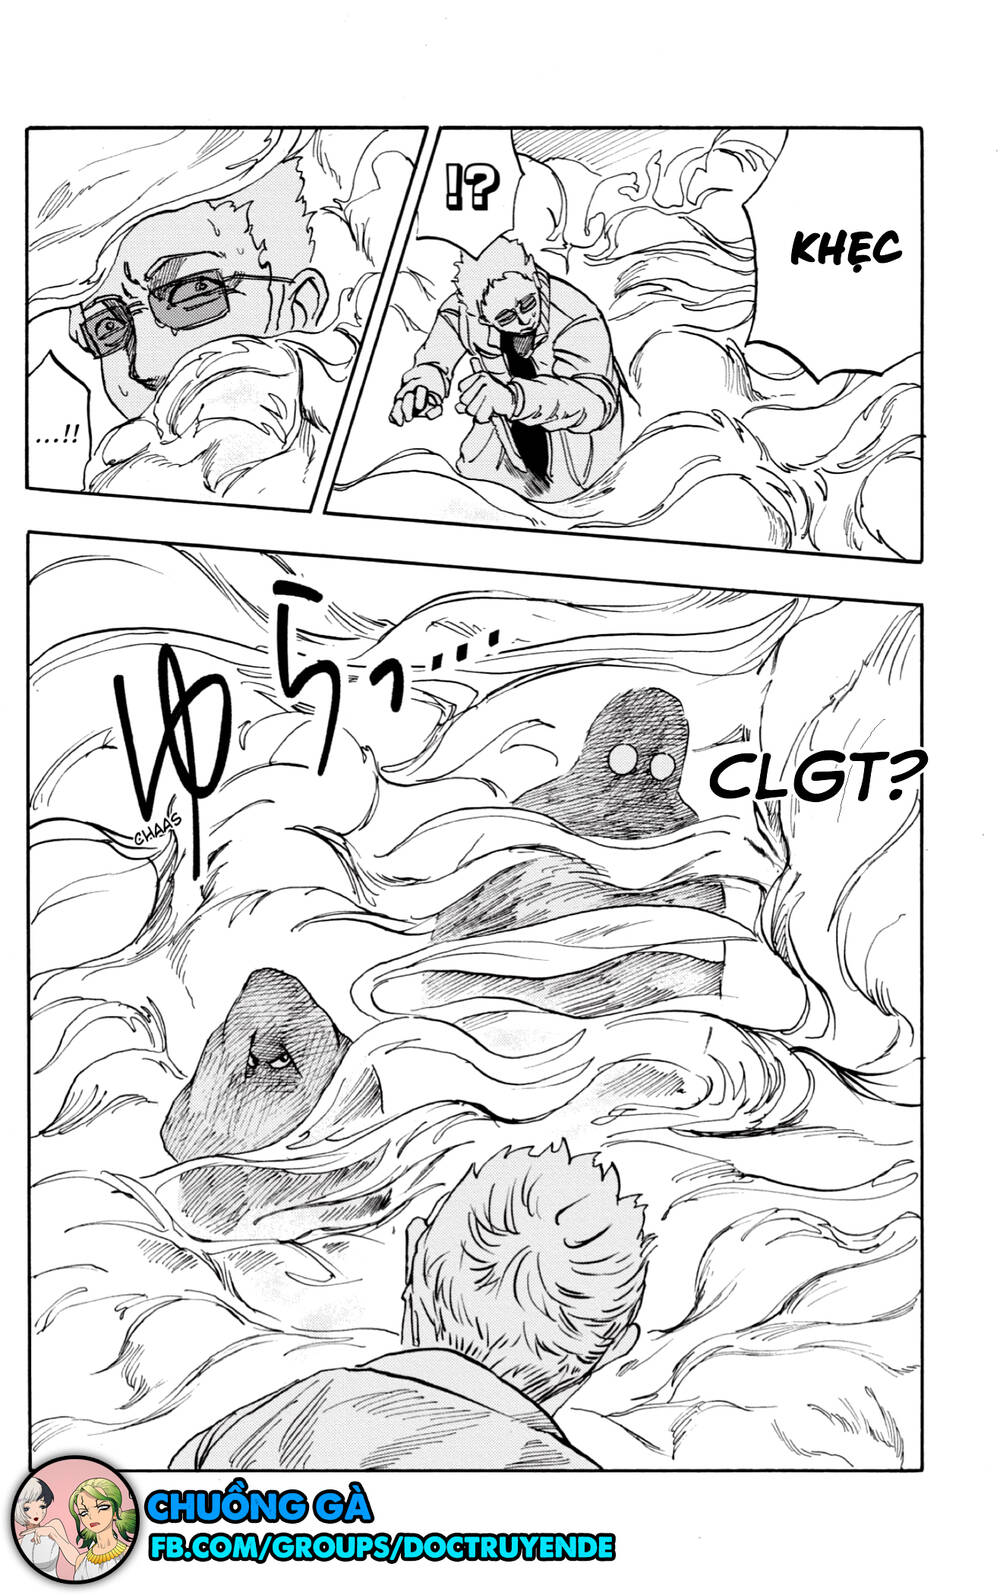 KHẸC
!?
...!!
ゆらっ...
CHAAS
CLGT?
CHUỒNG GÀ
FB.COM/GROUPS/DOCTRUYENDE